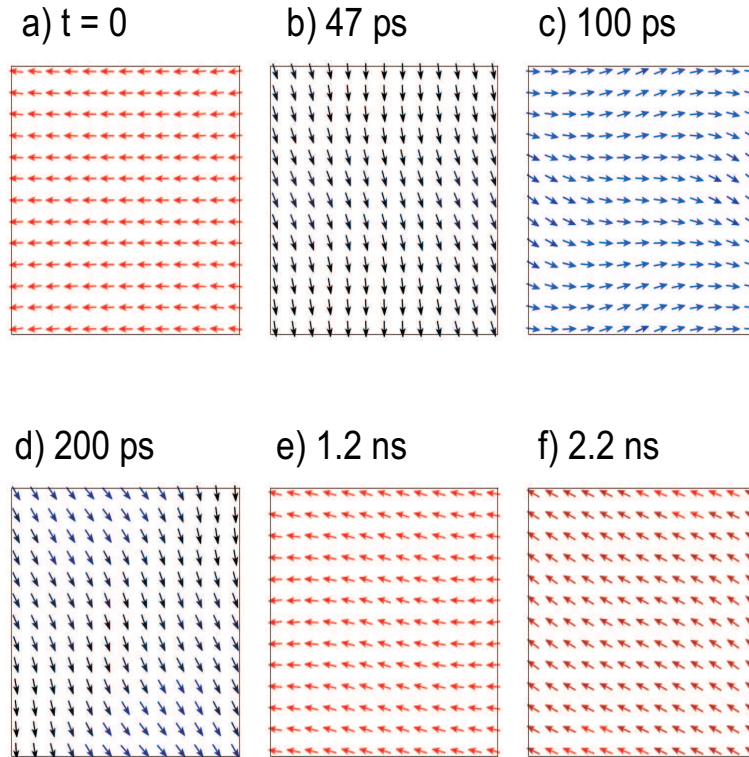 a) t = 0
b) 47 ps
c) 100 ps
d) 200 ps
e) 1.2 ns
f) 2.2 ns